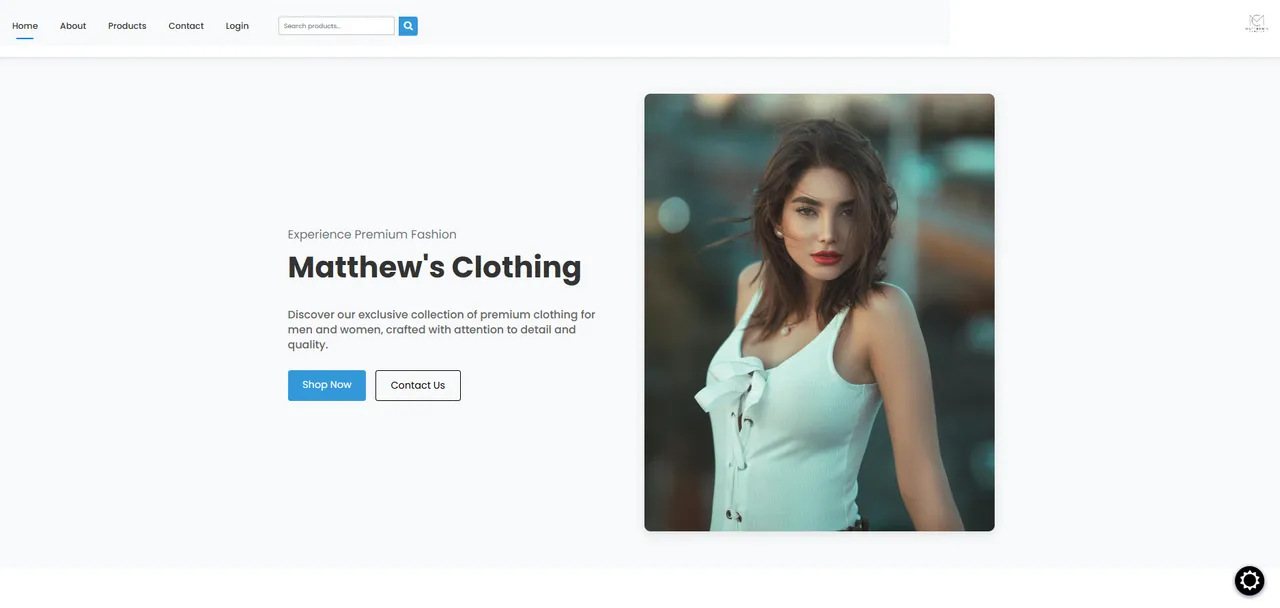 Home About Products Contact Login Search products...
Experience Premium Fashion
Matthew's Clothing
Discover our exclusive collection of premium clothing for
men and women, crafted with attention to detail and
quality.
Shop Now Contact Us